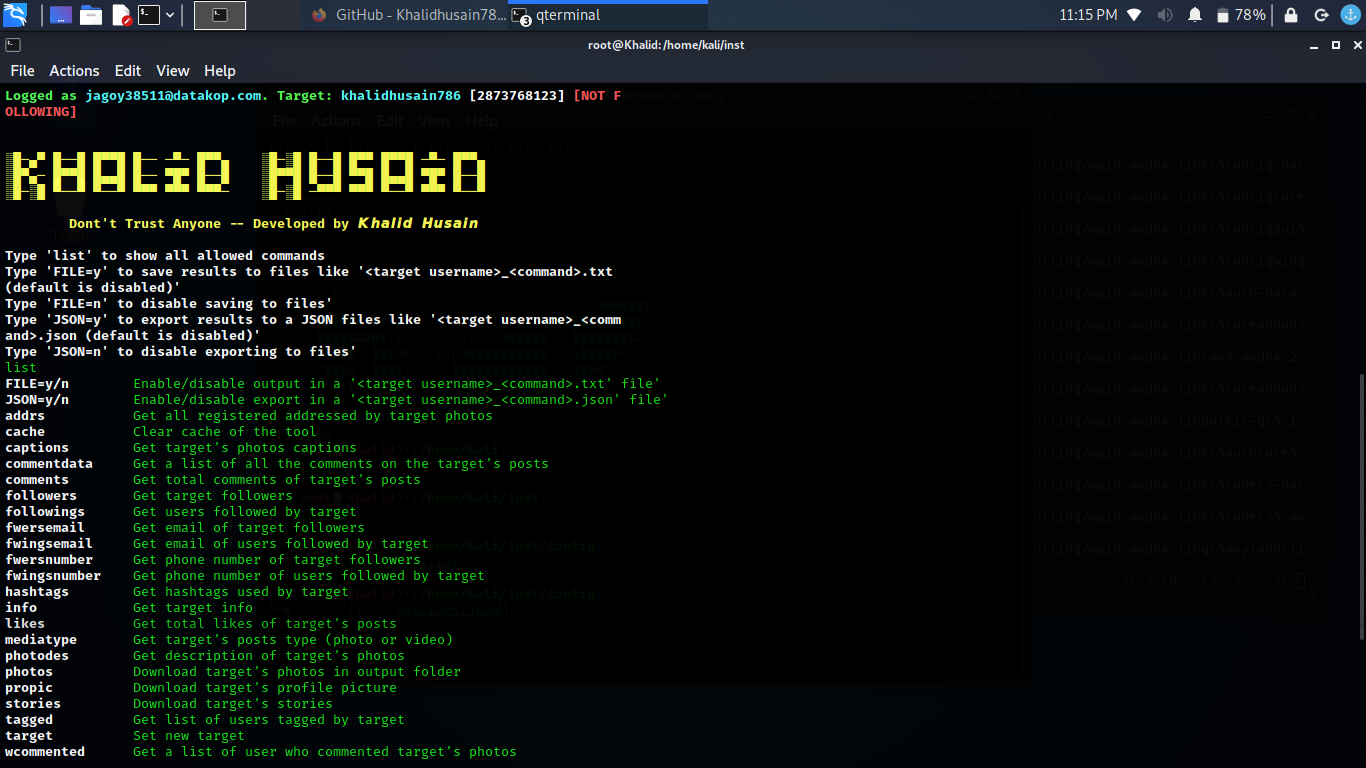 GitHub - Khalidhusain78...
3
qterminal
11:15 PM
78%
root@Khalid:/home/kali/inst
File Actions Edit View Help
Logged as jagoy38511@datakop.com. Target: khalidhusain786 [2873768123] [NOT F
OLLOWING]
KHALID HUSAID
Dont't Trust Anyone -- Developed by Khalid Husain
Type 'list' to show all allowed commands
Type 'FILE=y' to save results to files like '<target username>_<command>.txt
(default is disabled)'
Type 'FILE=n' to disable saving to files'
Type 'JSON=y' to export results to a JSON files like '<target username>_<comm
and>.json (default is disabled)'
Type 'JSON=n' to disable exporting to files'
list
FILE=y/n Enable/disable output in a '<target username>_<command>.txt' file'
JSON=y/n Enable/disable export in a '<target username>_<command>.json' file'
addrs Get all registered addressed by target photos
cache Clear cache of the tool
captions Get target's photos captions
commentdata Get a list of all the comments on the target's posts
comments Get total comments of target's posts
followers Get target followers
followings Get users followed by target
fwersemail Get email of target followers
fwingsemail Get email of users followed by target
fwersnumber Get phone number of target followers
fwingsnumber Get phone number of users followed by target
hashtags Get hashtags used by target
info Get target info
likes Get total likes of target's posts
mediatype Get target's posts type (photo or video)
photodes Get description of target's photos
photos Download target's photos in output folder
propic Download target's profile picture
stories Download target's stories
tagged Get list of users tagged by target
target Set new target
wcommented Get a list of user who commented target's photos